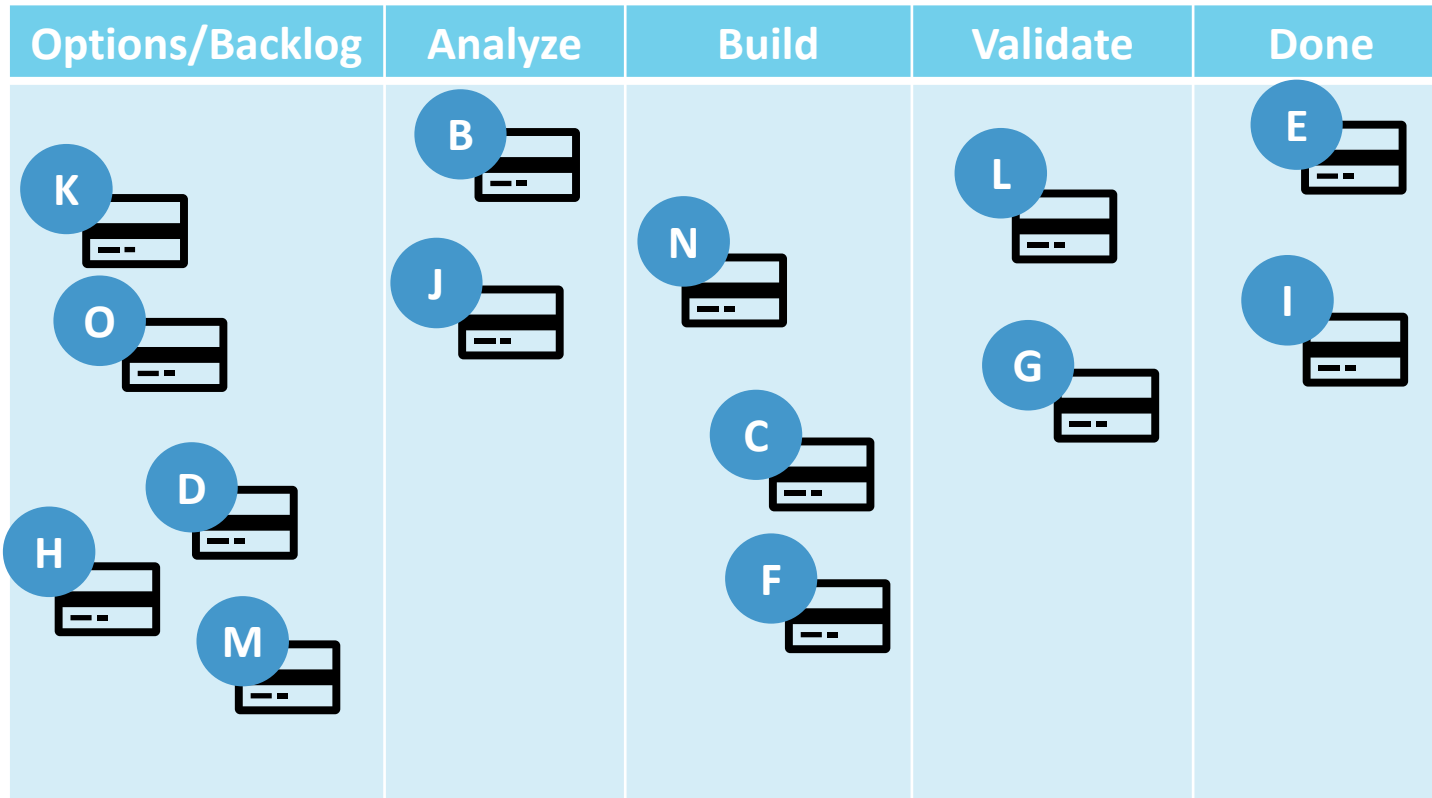 Options/Backlog
Analyze
Build
Validate
Done
K
O
D
H
M
B
J
N
C
F
L
G
E
I